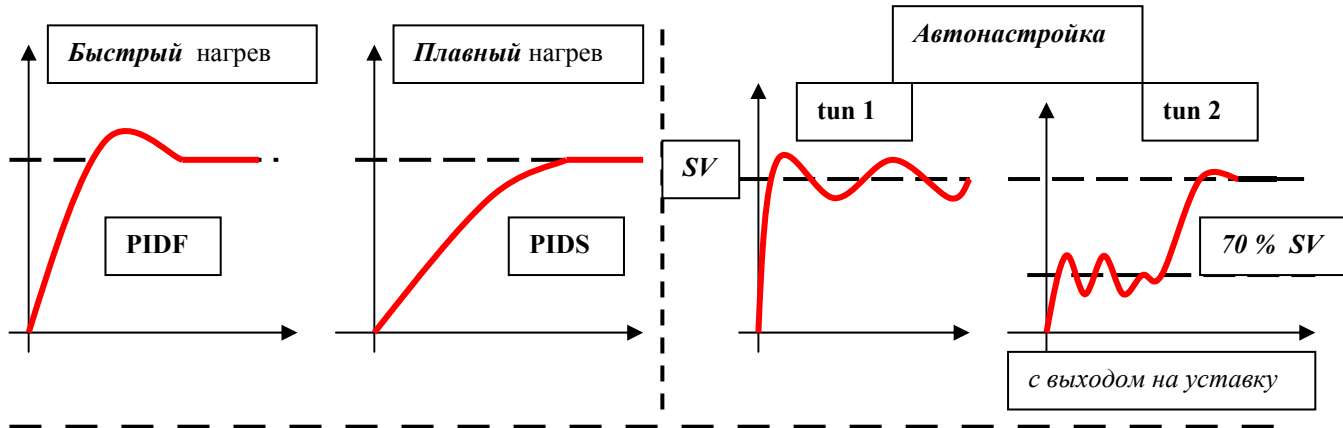 Быстрый нагрев
Плавный нагрев
Автонастройка
tun 1
tun 2
SV
PIDF
PIDS
70 % SV
с выходом на уставку